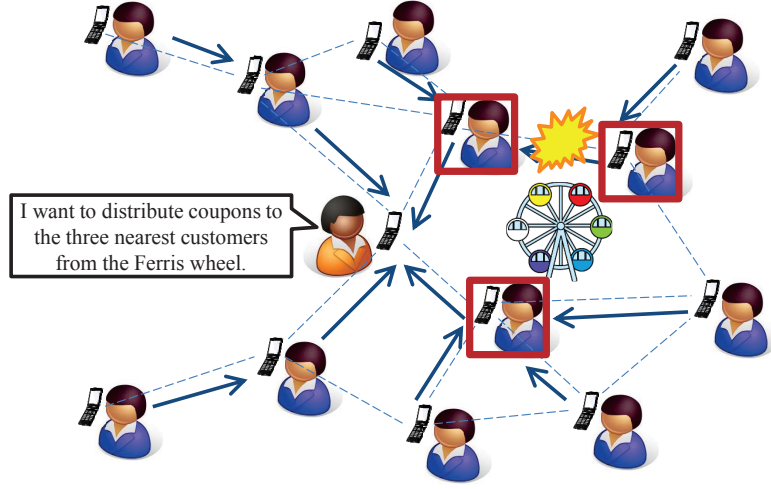 I want to distribute coupons to
the three nearest customers
from the Ferris wheel.